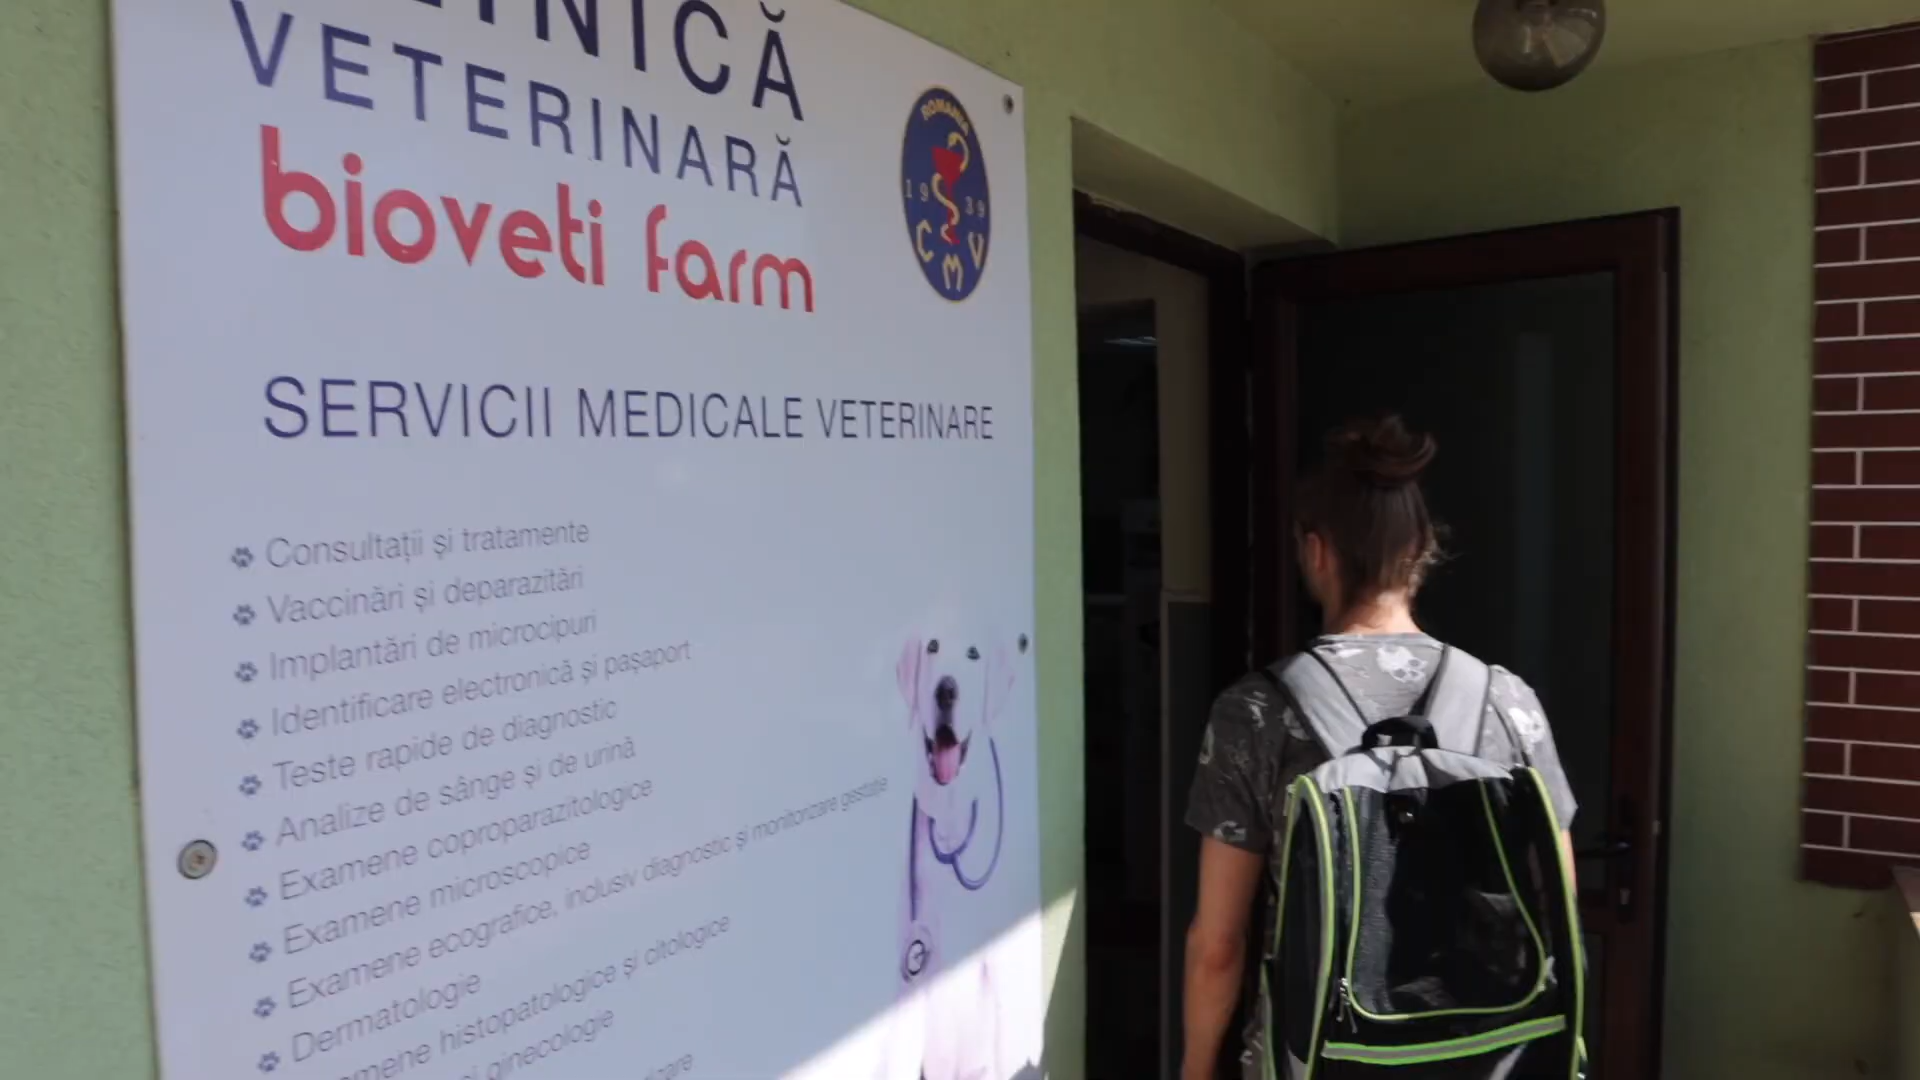 VETERINARĂ
bioveti farm
ROMANIA
19 39
CMV
SERVICII MEDICALE VETERINARE
Consultații și tratamente
Vaccinări și deparazitări
Implantări de microcipuri
Identificare electronică și pașaport
Teste rapide de diagnostic
Analize de sânge și de urină
Examene coproparazitologice
Examene microscopice
Examene ecografice, inclusiv diagnostic și monitorizare gestație
Dermatologie
histopatologice și citologice
ginecologie